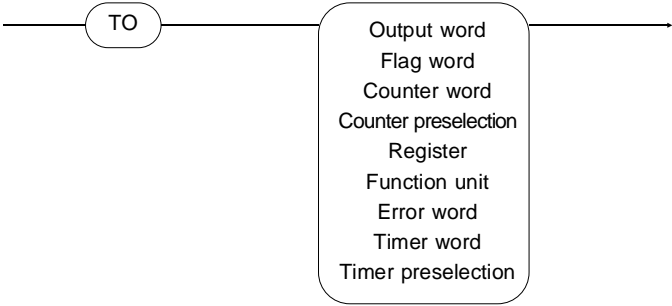 TO
Output word
Flag word
Counter word
Counter preselection
Register
Function unit
Error word
Timer word
Timer preselection